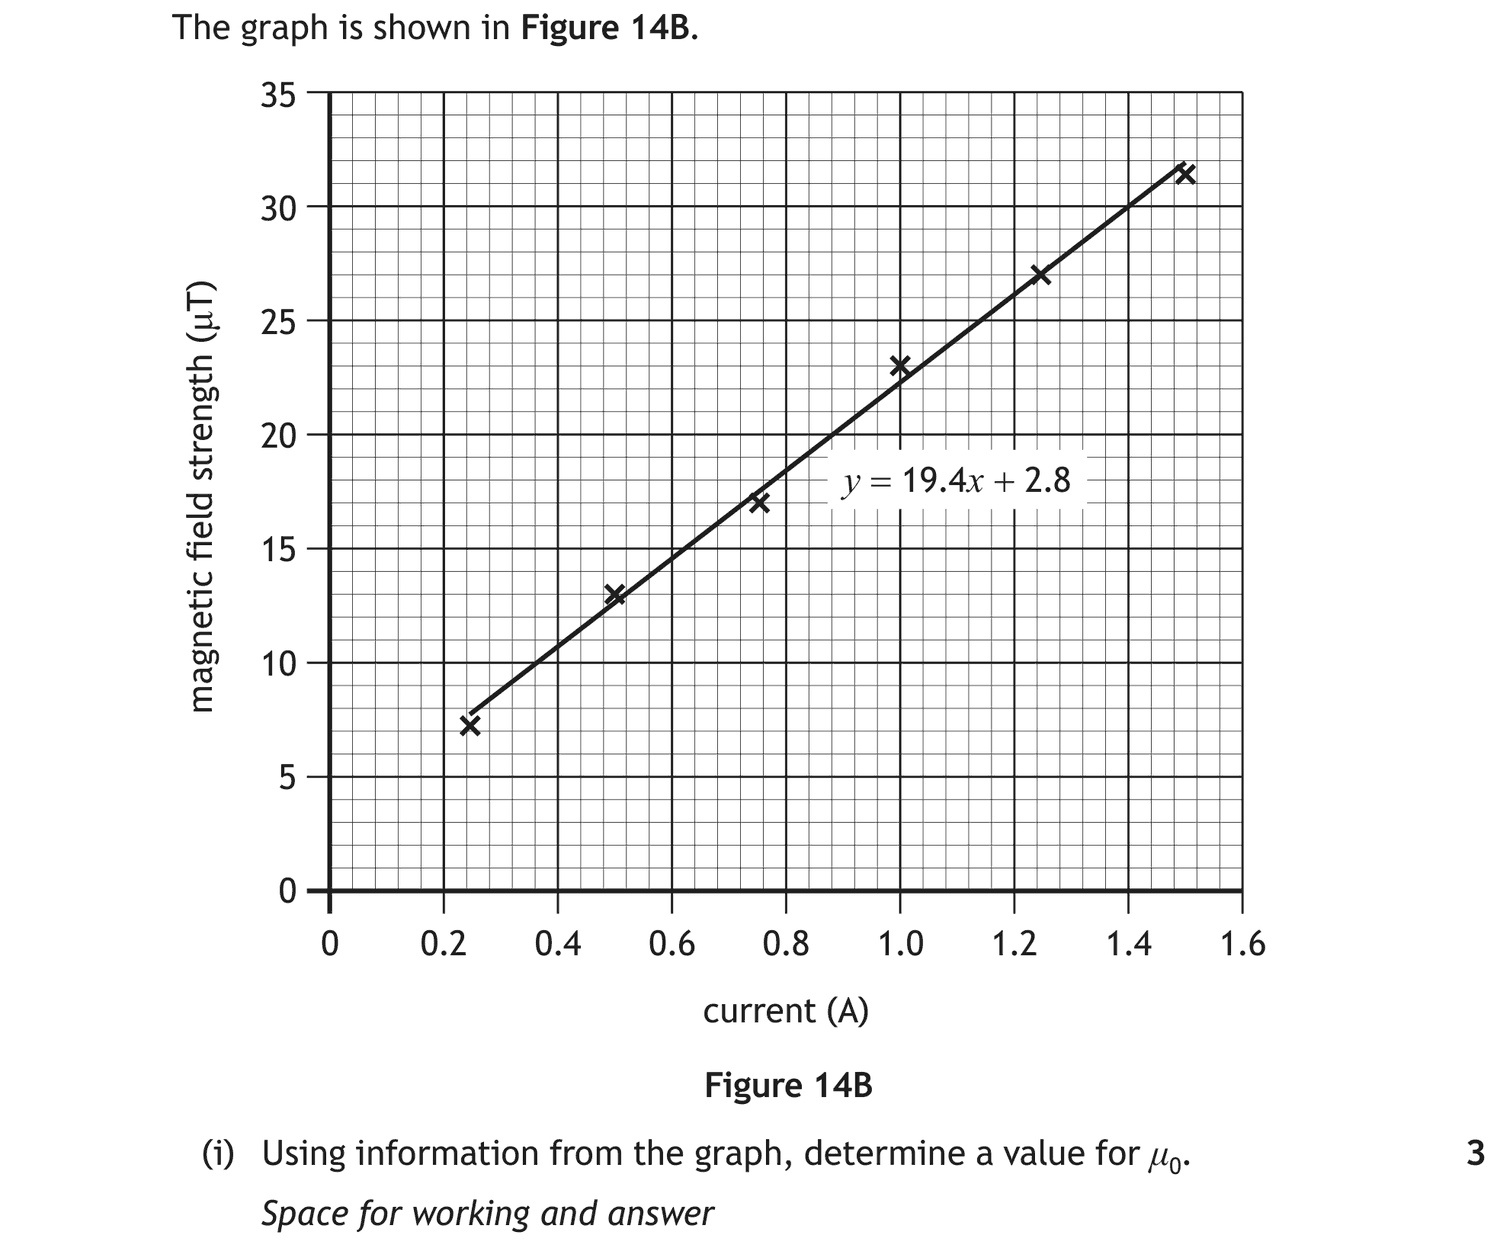 The graph is shown in Figure 14B.
35
30
25
20
15
10
5
0
magnetic field strength (μT)
y = 19.4x + 2.8
0 0.2 0.4 0.6 0.8 1.0 1.2 1.4 1.6
current (A)
Figure 14B
(i) Using information from the graph, determine a value for μ₀. 3
Space for working and answer